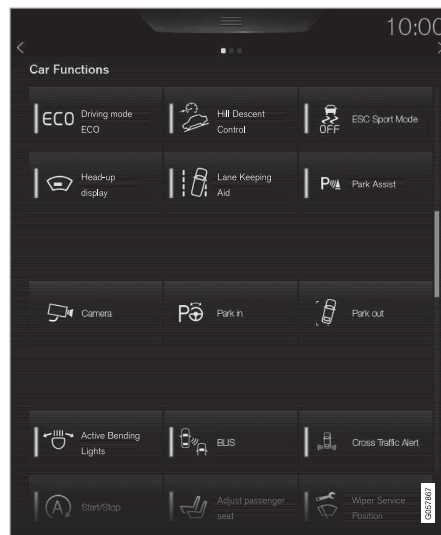 10:00
Car Functions
ECO Driving mode
ECO
Hill Descent
Control
OFF ESC Sport Mode
Head-up
display
Lane Keeping
Aid
P Park Assist
Camera
P Park in
Park out
Active Bending
Lights
BLIS
Cross Traffic Alert
A Start/Stop
Adjust passenger
seat
Wiper Service
Position
G057867